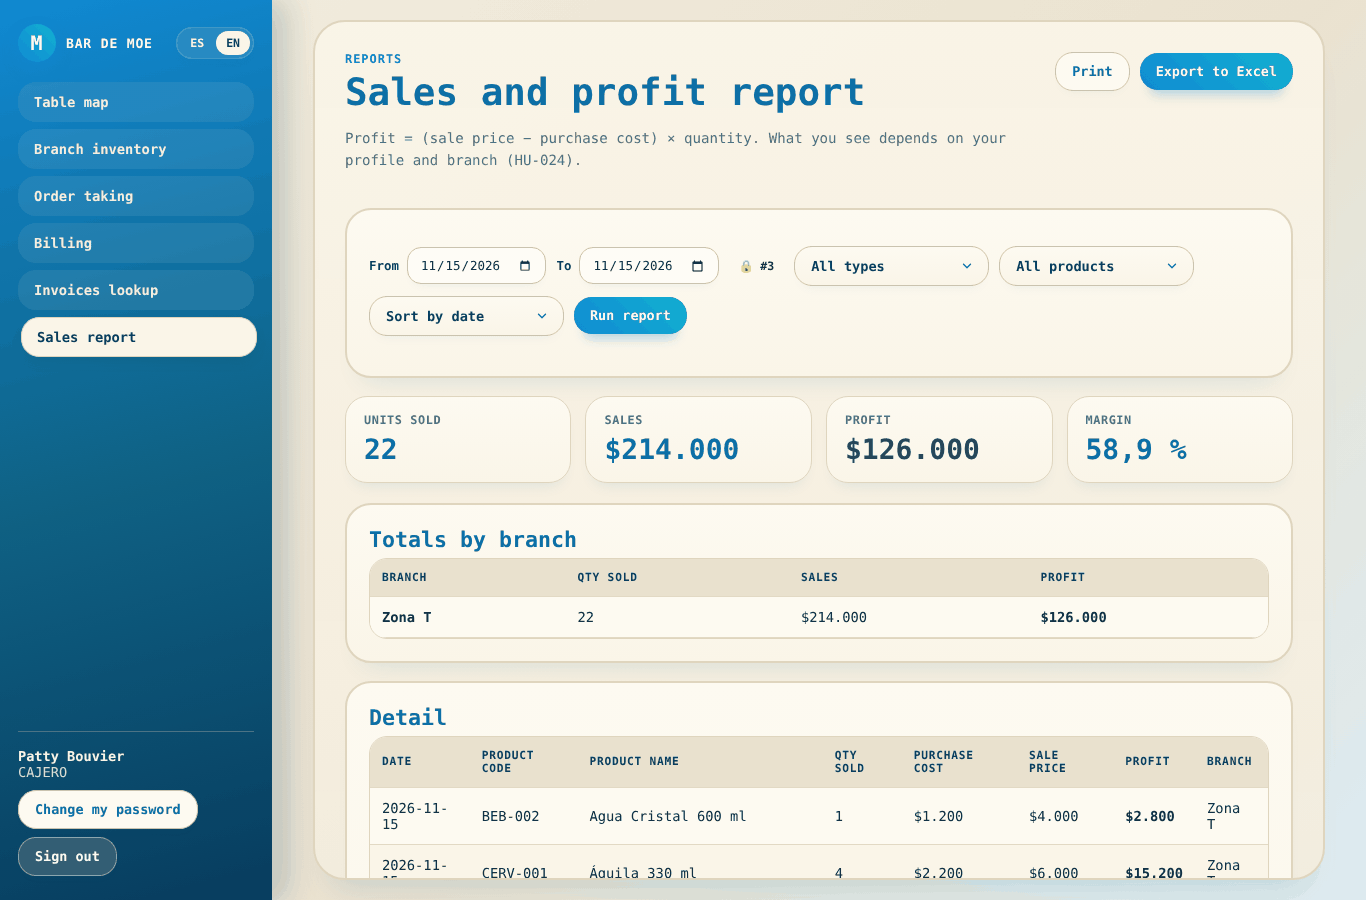 M BAR DE MOE ES EN
Table map
Branch inventory
Order taking
Billing
Invoices lookup
Sales report
Patty Bouvier
CAJERO
Change my password
Sign out
REPORTS
Sales and profit report
Print Export to Excel
Profit = (sale price − purchase cost) × quantity. What you see depends on your
profile and branch (HU-024).
From 11/15/2026 To 11/15/2026 🔒 #3 All types All products
Sort by date Run report
UNITS SOLD SALES PROFIT MARGIN
22 $214.000 $126.000 58,9 %
Totals by branch
BRANCH QTY SOLD SALES PROFIT
Zona T 22 $214.000 $126.000
Detail
DATE PRODUCT CODE PRODUCT NAME QTY SOLD PURCHASE COST SALE PRICE PROFIT BRANCH
2026-11-15 BEB-002 Agua Cristal 600 ml 1 $1.200 $4.000 $2.800 Zona T
2026-11-15 CERV-001 Águila 330 ml 4 $2.200 $6.000 $15.200 Zona T